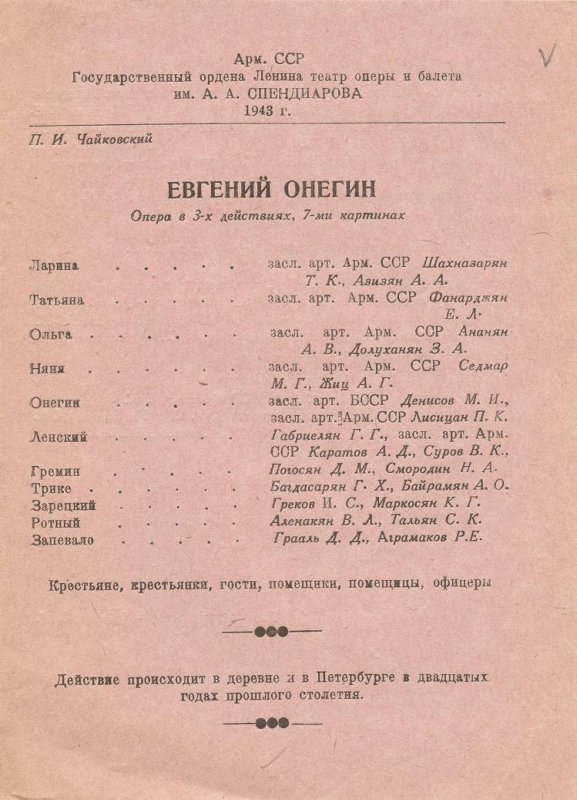 Арм. ССР
Государственный ордена Ленина театр оперы и балета
им. А. А. СПЕНДИАРОВА
1943 г.
П. И. Чайковский
ЕВГЕНИЙ ОНЕГИН
Опера в 3-х действиях, 7-ми картинах
Ларина . . . . . засл. арт. Арм. ССР Шахназарян
Т. К., Азизян А. А.
Татьяна . . . . . засл. арт. Арм. ССР Фанарджян
Е. Л.
Ольга . . . . . . засл. арт. Арм. ССР Ананян
А. В., Долуханян З. А.
Няня . . . . . засл. арт. Арм. ССР Седмар
М. Г., Жиц А. Г.
Онегин . . . . . засл. арт. БССР Денисов М. И.,
засл. арт. Арм. ССР Лисициан П. К.
Ленский . . . . . Габриелян Г. Г., засл. арт. Арм.
ССР Каратов А. Д., Суров В. К.,
Гремин . . . . . Погосян Д. М., Смородин Н. А.
Трике . . . . . . Багдасарян Г. Х., Байрамян А. О.
Зарецкий . . . . . Греков И. С., Маркосян К. Г.
Ротный . . . . . Аленакян В. Л., Тальян С. К.
Запевало . . . . . Грааль Д. Д., Аграмаков Р.Е.
Крестьяне, крестьянки, гости, помещики, помещицы, офицеры
Действие происходит в деревне и в Петербурге в двадцатых
годах прошлого столетия.